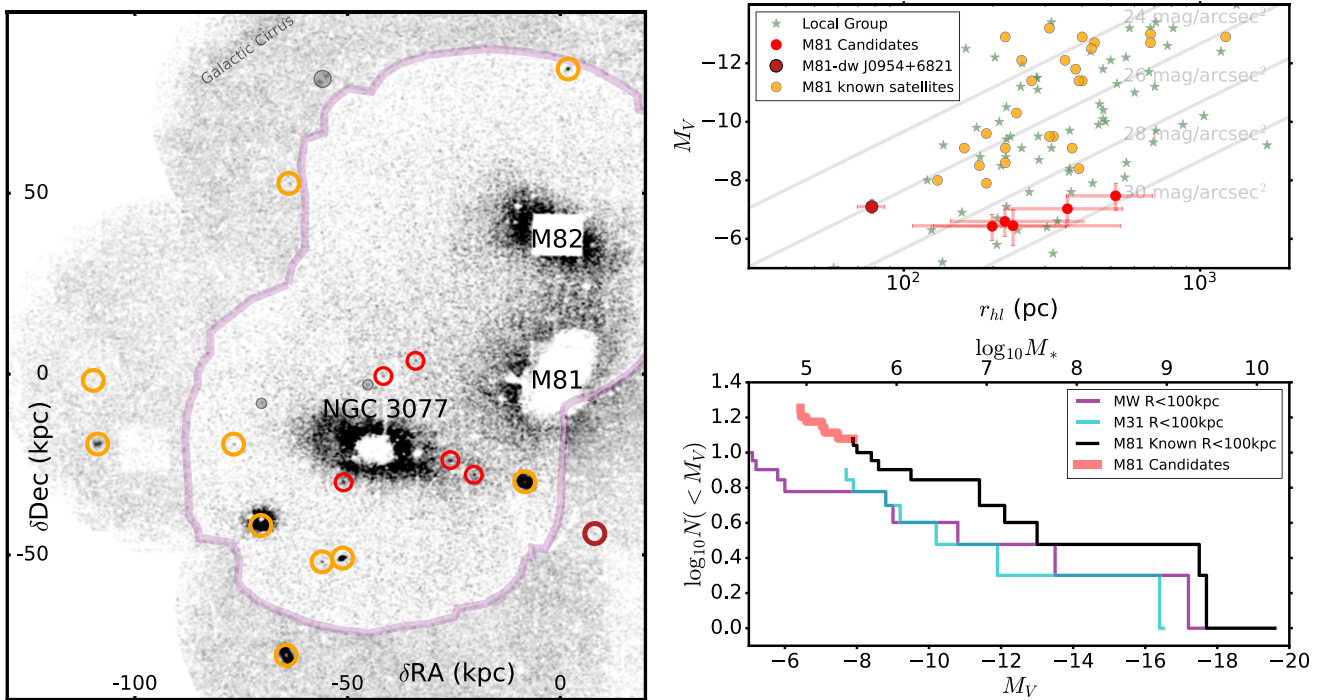 Galactic Cirrus
M82
M81
NGC 3077
50
0
-50
δDec (kpc)
-100
-50
0
δRA (kpc)
Local Group
M81 Candidates
M81-dw J0954+6821
M81 known satellites
24 mag/arcsec²
26 mag/arcsec²
28 mag/arcsec²
30 mag/arcsec²
−12
−10
−8
−6
M_V
10² 10³
r_hl (pc)
log₁₀M_*
5 6 7 8 9 10
1.4
1.2
1.0
0.8
0.6
0.4
0.2
0.0
log₁₀N(< M_V)
MW R<100kpc
M31 R<100kpc
M81 Known R<100kpc
M81 Candidates
−6 −8 −10 −12 −14 −16 −18 −20
M_V